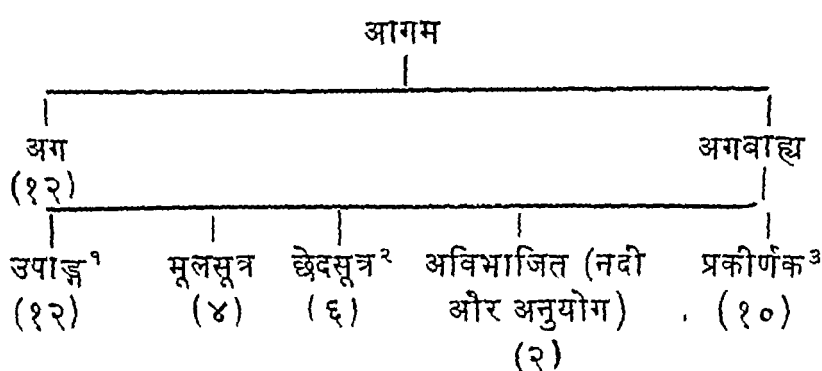 आगम
अग अगबाह्य
(१२)
उपाङ्ग¹ मूलसूत्र छेदसूत्र² अविभाजित (नदी प्रकीर्णक³
(१२) (४) (६) और अनुयोग) . (१०)
(२)